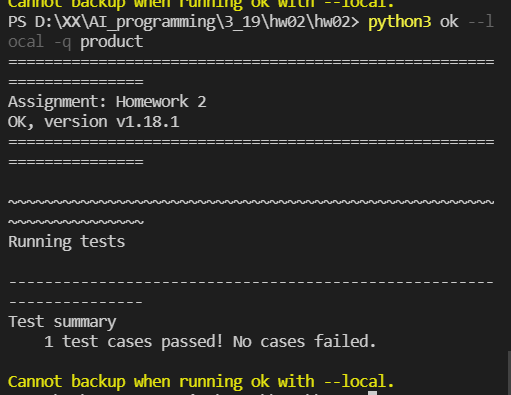 Cannot backup when running ok with --local.
PS D:\XX\AI_programming\3_19\hw02\hw02> python3 ok --l
ocal -q product
======================================================
===============
Assignment: Homework 2
OK, version v1.18.1
======================================================
===============
~~~~~~~~~~~~~~~~~~~~~~~~~~~~~~~~~~~~~~~~~~~~~~~~~~~~~~
~~~~~~~~~~~~~~~
Running tests
------------------------------------------------------
---------------
Test summary
    1 test cases passed! No cases failed.
Cannot backup when running ok with --local.